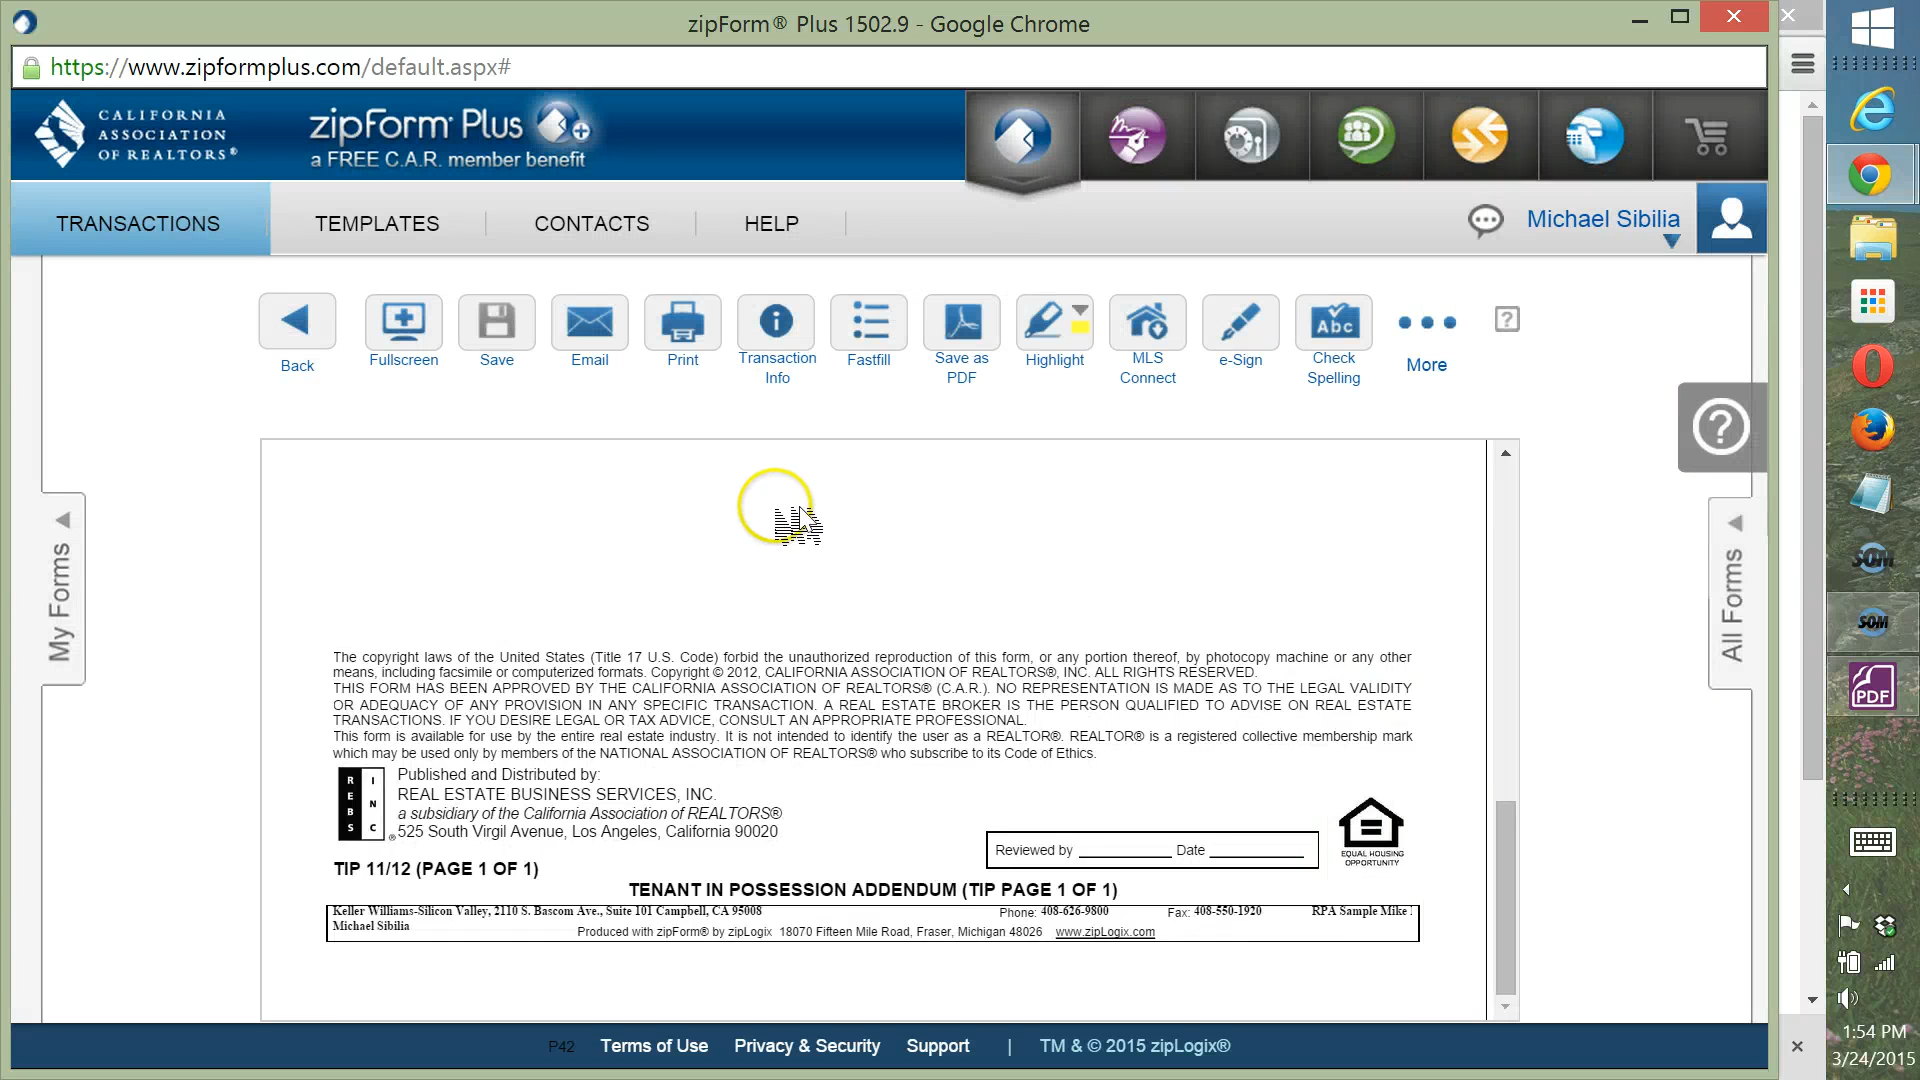 zipForm® Plus 1502.9 - Google Chrome
https://www.zipformplus.com/default.aspx#
CALIFORNIA
ASSOCIATION
OF REALTORS®
zipForm® Plus
a FREE C.A.R. member benefit
TRANSACTIONS
TEMPLATES
CONTACTS
HELP
Michael Sibilia
Back
Fullscreen
Save
Email
Print
Transaction
Info
Fastfill
Save as
PDF
Highlight
MLS
Connect
e-Sign
Abc
Check
Spelling
More
?
?
My Forms
All Forms
The copyright laws of the United States (Title 17 U.S. Code) forbid the unauthorized reproduction of this form, or any portion thereof, by photocopy machine or any other
means, including facsimile or computerized formats. Copyright © 2012, CALIFORNIA ASSOCIATION OF REALTORS®, INC. ALL RIGHTS RESERVED.
THIS FORM HAS BEEN APPROVED BY THE CALIFORNIA ASSOCIATION OF REALTORS® (C.A.R.). NO REPRESENTATION IS MADE AS TO THE LEGAL VALIDITY
OR ADEQUACY OF ANY PROVISION IN ANY SPECIFIC TRANSACTION. A REAL ESTATE BROKER IS THE PERSON QUALIFIED TO ADVISE ON REAL ESTATE
TRANSACTIONS. IF YOU DESIRE LEGAL OR TAX ADVICE, CONSULT AN APPROPRIATE PROFESSIONAL.
This form is available for use by the entire real estate industry. It is not intended to identify the user as a REALTOR®. REALTOR® is a registered collective membership mark
which may be used only by members of the NATIONAL ASSOCIATION OF REALTORS® who subscribe to its Code of Ethics.
REBS INC ®
Published and Distributed by:
REAL ESTATE BUSINESS SERVICES, INC.
a subsidiary of the California Association of REALTORS®
525 South Virgil Avenue, Los Angeles, California 90020
Reviewed by ____________ Date ____________
EQUAL HOUSING
OPPORTUNITY
TIP 11/12 (PAGE 1 OF 1)
TENANT IN POSSESSION ADDENDUM (TIP PAGE 1 OF 1)
Keller Williams-Silicon Valley, 2110 S. Bascom Ave., Suite 101 Campbell, CA 95008 Phone: 408-626-9800 Fax: 408-550-1920 RPA Sample Mike
Michael Sibilia
Produced with zipForm® by zipLogix 18070 Fifteen Mile Road, Fraser, Michigan 48026 www.zipLogix.com
P42
Terms of Use
Privacy & Security
Support
|
TM & © 2015 zipLogix®
SOM
SOM
PDF
1:54 PM
3/24/2015